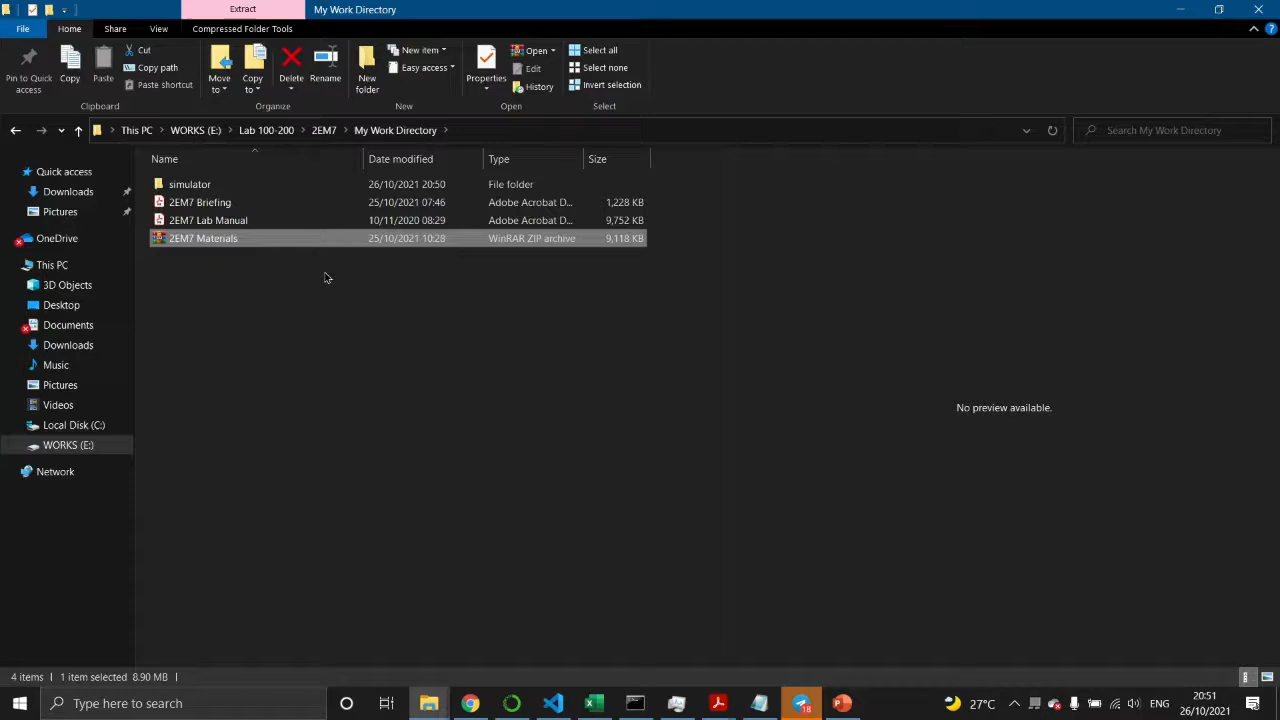 Extract
My Work Directory
File
Home
Share
View
Compressed Folder Tools
Pin to Quick access
Copy
Paste
Cut
Copy path
Paste shortcut
Move to
Copy to
Delete
Rename
New folder
New item
Easy access
Properties
Open
Edit
History
Select all
Select none
Invert selection
Clipboard
Organize
New
Open
Select
This PC
WORKS (E:)
Lab 100-200
2EM7
My Work Directory
Search My Work Directory
Name
Date modified
Type
Size
simulator 26/10/2021 20:50 File folder
2EM7 Briefing 25/10/2021 07:46 Adobe Acrobat D... 1,228 KB
2EM7 Lab Manual 10/11/2020 08:29 Adobe Acrobat D... 9,752 KB
2EM7 Materials 25/10/2021 10:28 WinRAR ZIP archive 9,118 KB
Quick access
Downloads
Pictures
OneDrive
This PC
3D Objects
Desktop
Documents
Downloads
Music
Pictures
Videos
Local Disk (C:)
WORKS (E:)
Network
No preview available.
4 items
1 item selected 8.90 MB
Type here to search
18
27°C
ENG
20:51
26/10/2021